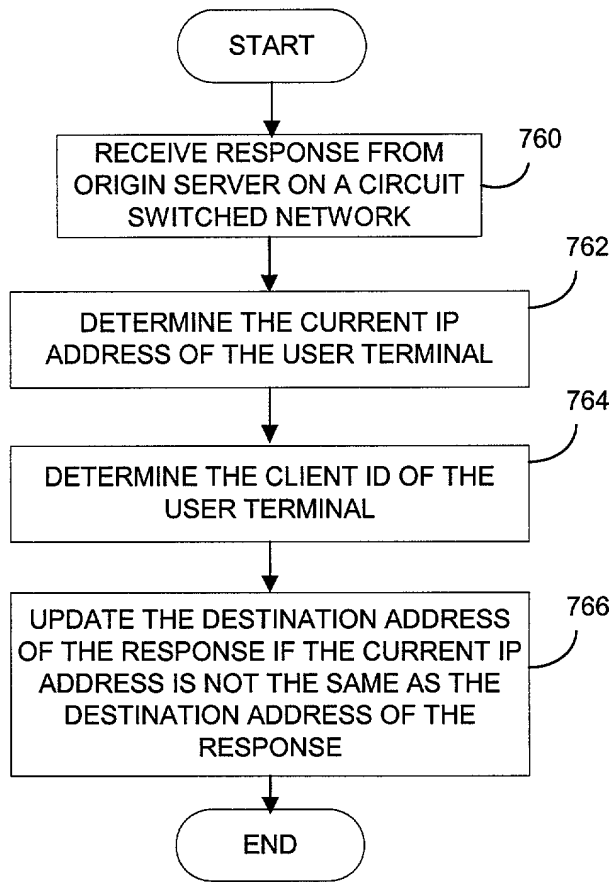 START
760
RECEIVE RESPONSE FROM
ORIGIN SERVER ON A CIRCUIT
SWITCHED NETWORK
762
DETERMINE THE CURRENT IP
ADDRESS OF THE USER TERMINAL
764
DETERMINE THE CLIENT ID OF THE
USER TERMINAL
766
UPDATE THE DESTINATION ADDRESS
OF THE RESPONSE IF THE CURRENT IP
ADDRESS IS NOT THE SAME AS THE
DESTINATION ADDRESS OF THE
RESPONSE
END